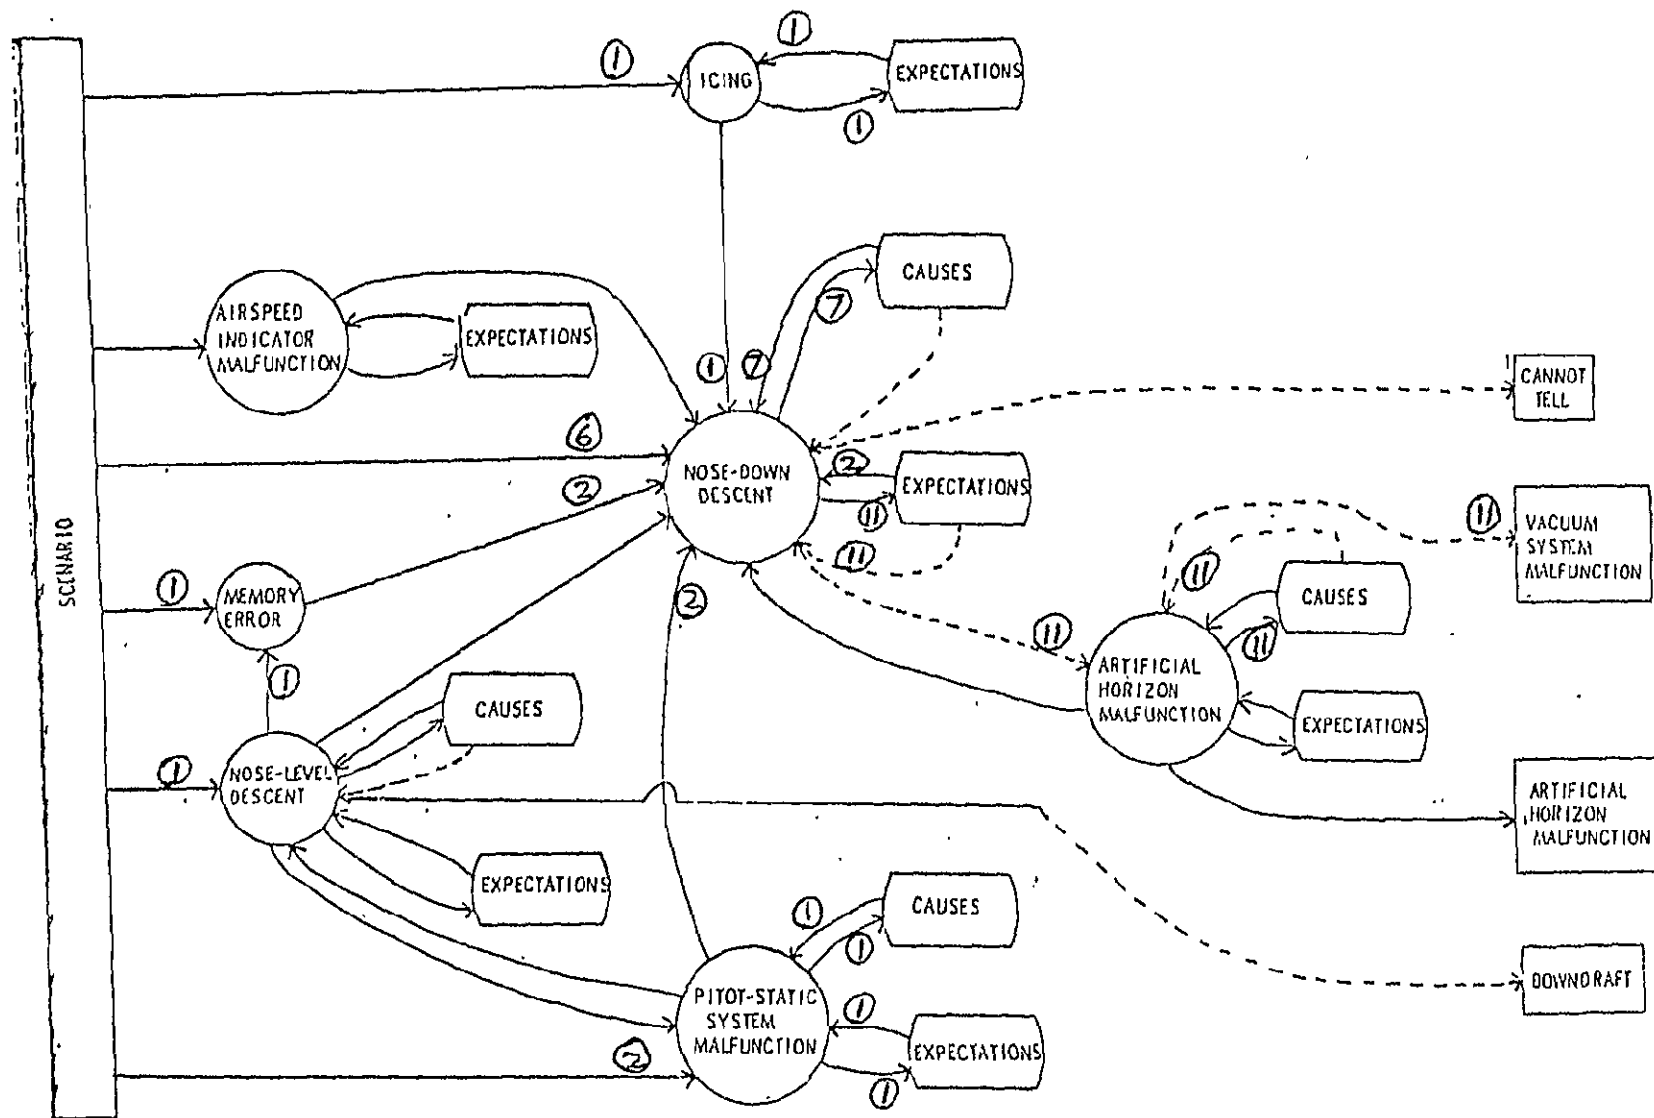 ①
①
ICING
EXPECTATIONS
①
CAUSES
⑦
AIRSPEED
INDICATOR
MALFUNCTION
EXPECTATIONS
①
⑦
CANNOT
TELL
⑥
②
NOSE-DOWN
DESCENT
②
EXPECTATIONS
⑪
⑪
⑪
VACUUM
SYSTEM
MALFUNCTION
SCENARIO
①
MEMORY
ERROR
②
⑪
⑪
CAUSES
⑪
ARTIFICIAL
HORIZON
MALFUNCTION
EXPECTATIONS
①
CAUSES
①
NOSE-LEVEL
DESCENT
ARTIFICIAL
HORIZON
MALFUNCTION
EXPECTATIONS
①
CAUSES
①
DOWNDRAFT
PITOT-STATIC
SYSTEM
MALFUNCTION
①
EXPECTATIONS
①
②